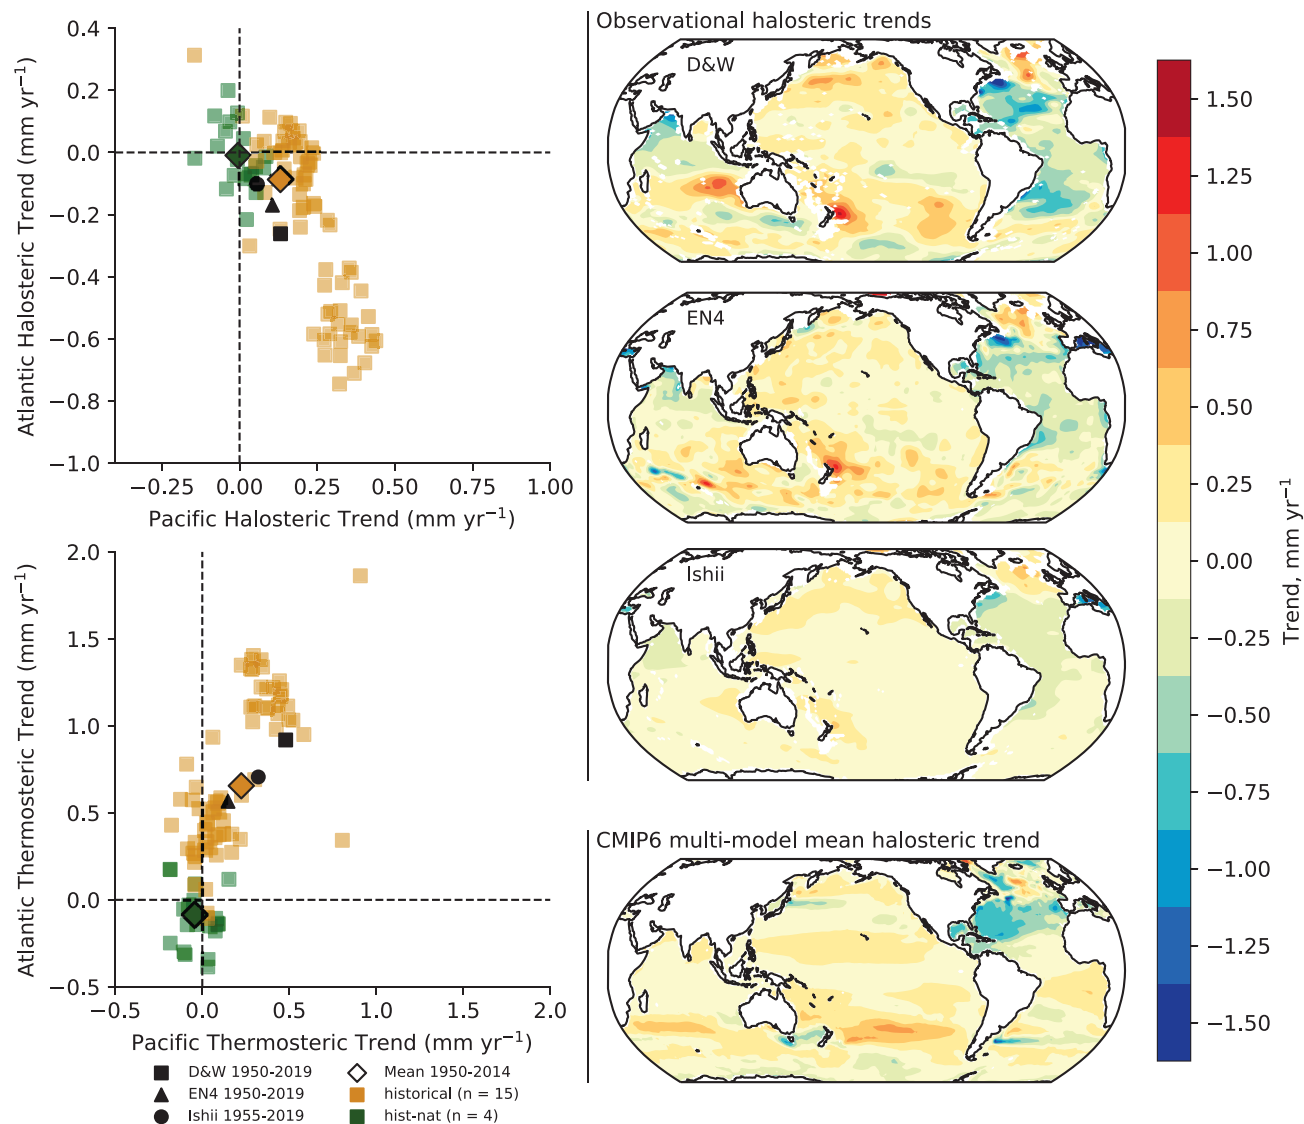 0.4
0.2
0.0
−0.2
−0.4
−0.6
−0.8
−1.0
Atlantic Halosteric Trend (mm yr⁻¹)
−0.25 0.00 0.25 0.50 0.75 1.00
Pacific Halosteric Trend (mm yr⁻¹)
2.0
1.5
1.0
0.5
0.0
−0.5
Atlantic Thermosteric Trend (mm yr⁻¹)
−0.5 0.0 0.5 1.0 1.5 2.0
Pacific Thermosteric Trend (mm yr⁻¹)
D&W 1950-2019
EN4 1950-2019
Ishii 1955-2019
Mean 1950-2014
historical (n = 15)
hist-nat (n = 4)
Observational halosteric trends
D&W
EN4
Ishii
CMIP6 multi-model mean halosteric trend
1.50
1.25
1.00
0.75
0.50
0.25
0.00
−0.25
−0.50
−0.75
−1.00
−1.25
−1.50
Trend, mm yr⁻¹